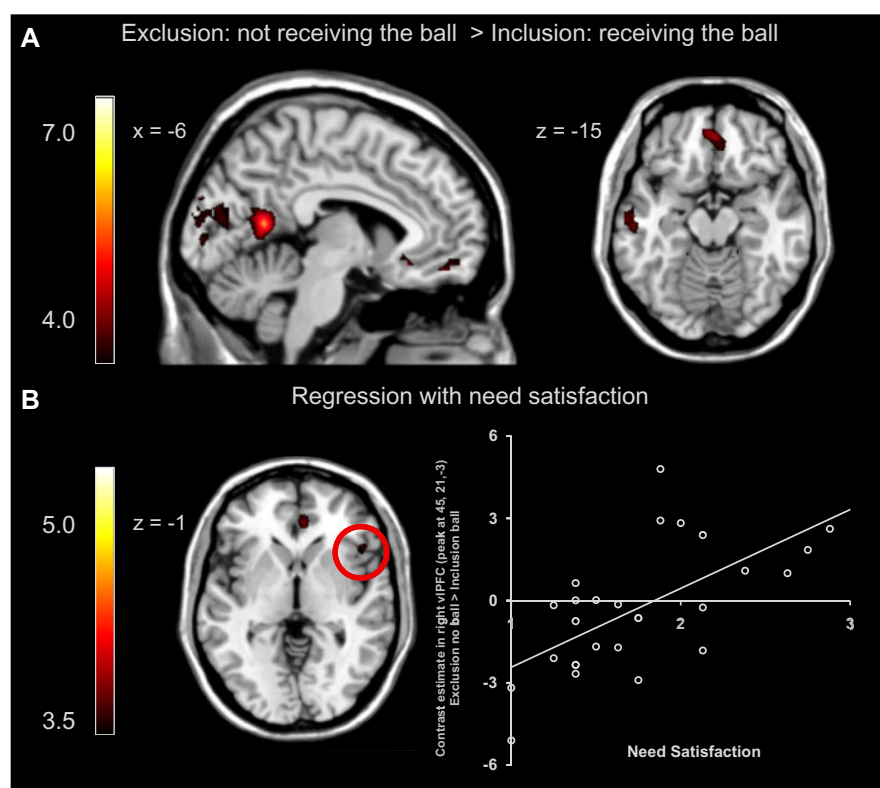 A
Exclusion: not receiving the ball > Inclusion: receiving the ball
7.0
4.0
x = -6
z = -15
B
Regression with need satisfaction
5.0
3.5
z = -1
Contrast estimate in right vlPFC (peak at 45, 21,-3)
Exclusion no ball > Inclusion ball
6
3
0
-3
-6
1
2
3
Need Satisfaction